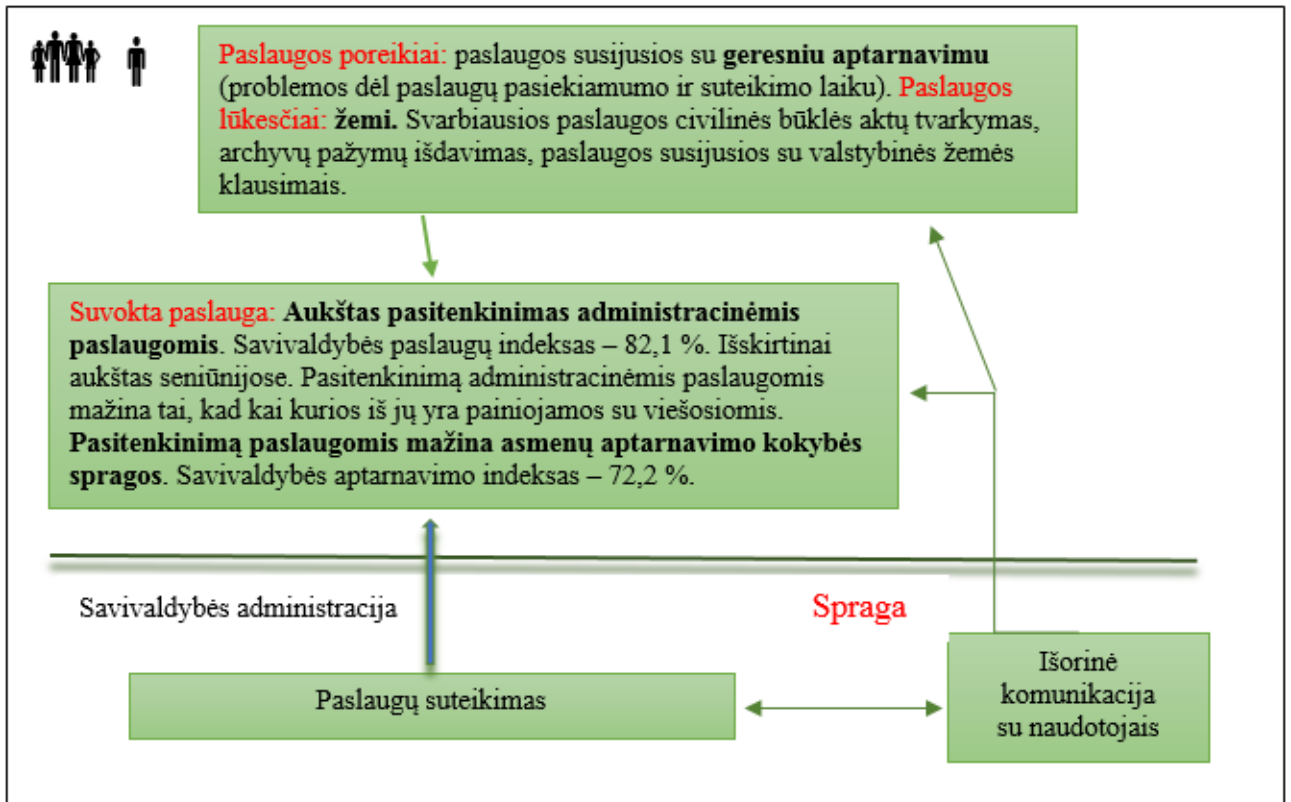 Paslaugos poreikiai: paslaugos susijusios su geresniu aptarnavimu
(problemos dėl paslaugų pasiekiamumo ir suteikimo laiku). Paslaugos
lūkesčiai: žemi. Svarbiausios paslaugos civilinės būklės aktų tvarkymas,
archyvų pažymų išdavimas, paslaugos susijusios su valstybinės žemės
klausimais.
Suvokta paslauga: Aukštas pasitenkinimas administracinėmis
paslaugomis. Savivaldybės paslaugų indeksas – 82,1 %. Išskirtinai
aukštas seniūnijose. Pasitenkinimą administracinėmis paslaugomis
mažina tai, kad kai kurios iš jų yra painiojamos su viešosiomis.
Pasitenkinimą paslaugomis mažina asmenų aptarnavimo kokybės
spragos. Savivaldybės aptarnavimo indeksas – 72,2 %.
Savivaldybės administracija
Spraga
Paslaugų suteikimas
Išorinė
komunikacija
su naudotojais